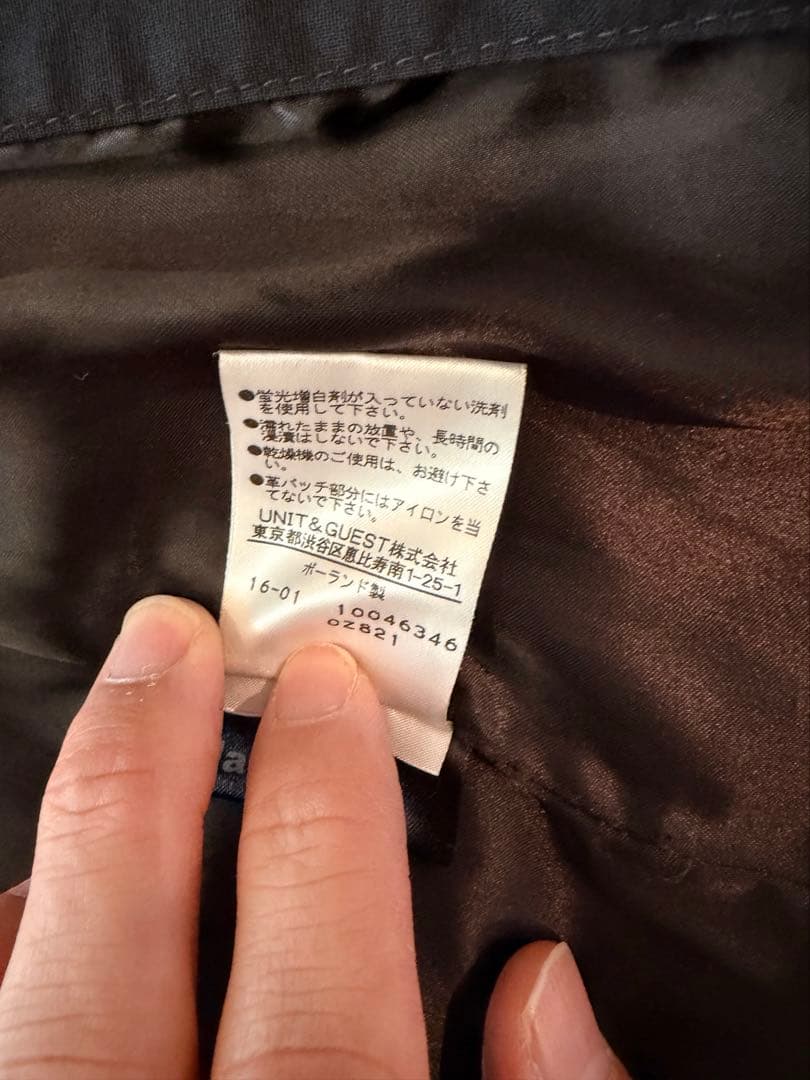 ●蛍光増白剤が入っていない洗剤
を使用して下さい。
●濡れたままの放置や、長時間の
浸漬はしないで下さい。
●乾燥機のご使用は、お避け下さ
い。
●革パッチ部分にはアイロンを当
てないで下さい。
UNIT&GUEST株式会社
東京都渋谷区恵比寿南1-25-1
ポーランド製
16-01 10046346
OZ821
a